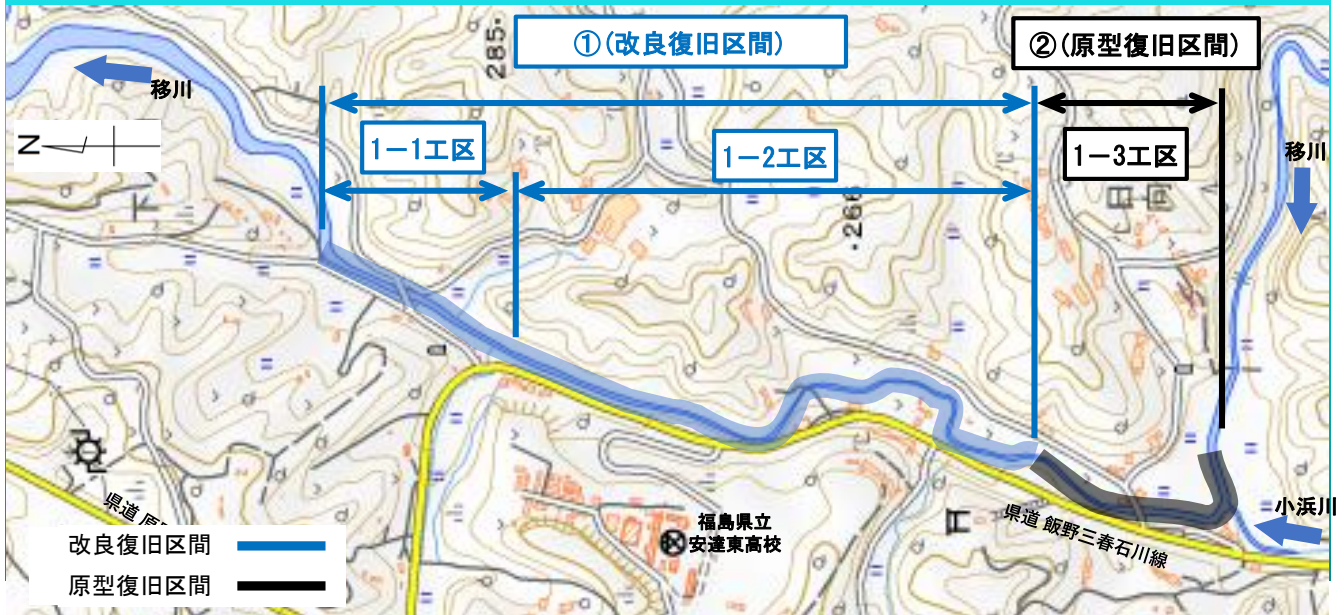 ①(改良復旧区間)
②(原型復旧区間)
285
移川
N
1-1工区
1-2工区
1-3工区
移川
・266
小浜川
福島県立
安達東高校
県道 飯野三春石川線
県道 原
改良復旧区間
原型復旧区間